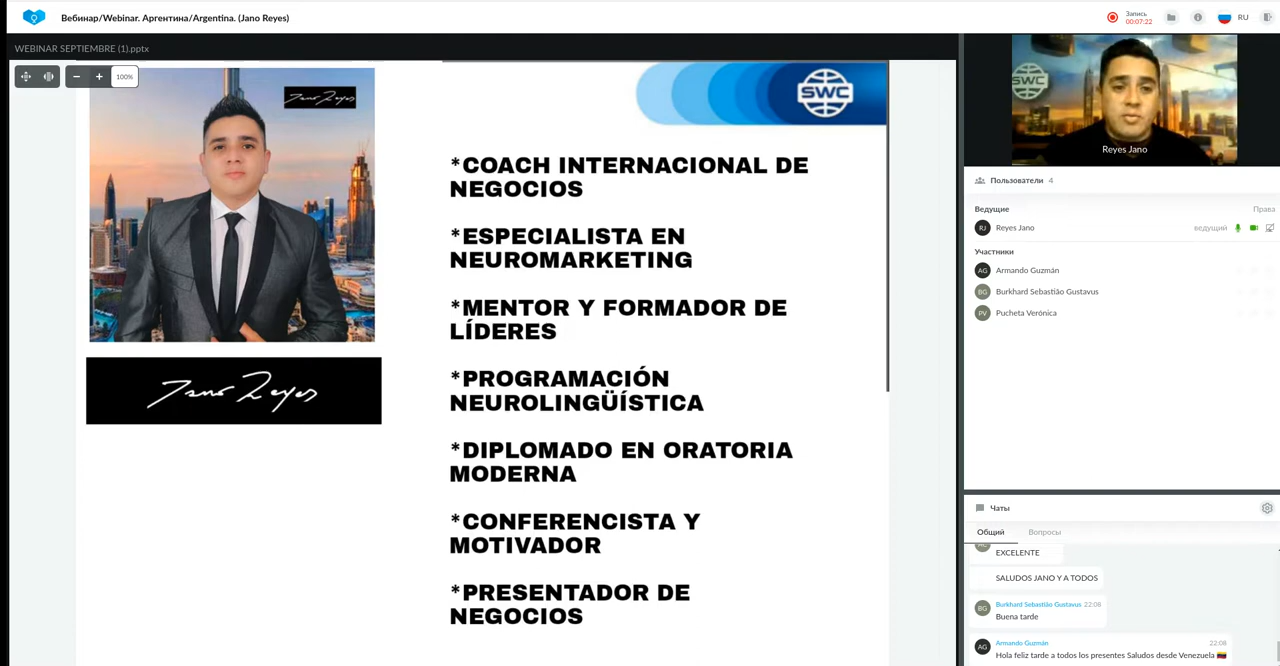 Вебинар/Webinar. Аргентина/Argentina. (Jano Reyes)
Запись
00:07:22
RU
WEBINAR SEPTIEMBRE (1).pptx
100%
Jano Reyes
SWC
*COACH INTERNACIONAL DE
NEGOCIOS
*ESPECIALISTA EN
NEUROMARKETING
*MENTOR Y FORMADOR DE
LÍDERES
*PROGRAMACIÓN
NEUROLINGÜÍSTICA
*DIPLOMADO EN ORATORIA
MODERNA
*CONFERENCISTA Y
MOTIVADOR
*PRESENTADOR DE
NEGOCIOS
Jano Reyes
SWC
Reyes Jano
Пользователи 4
Ведущие Права
RJ Reyes Jano ведущий
Участники
AG Armando Guzmán
BG Burkhard Sebastião Gustavus
PV Pucheta Verónica
Чаты
Общий Вопросы
EXCELENTE
SALUDOS JANO Y A TODOS
BG Burkhard Sebastião Gustavus 22:08
Buena tarde
AG Armando Guzmán 22:08
Hola feliz tarde a todos los presentes Saludos desde Venezuela 🇻🇪